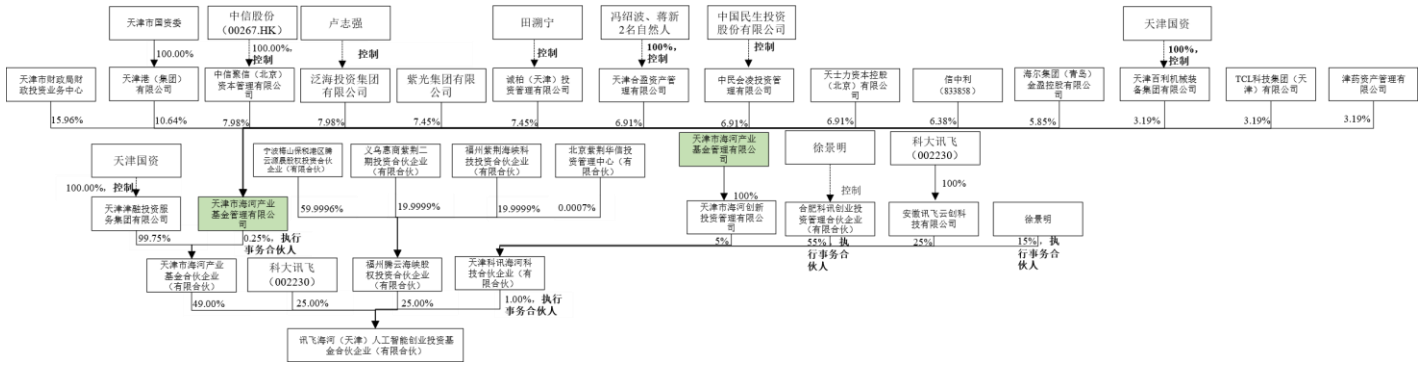 天津市国资委
中信股份
（00267.HK）
卢志强
田溯宁
冯绍波、蒋新
2名自然人
中国民生投资
股份有限公司
天津国资
100.00%
100.00%，
控制
控制
控制
100%，
控制
控制
100%，
控制
天津市财政局财
政投资业务中心
天津港（集团）
有限公司
中信聚信（北京）
资本管理有限公
司
泛海投资集团
有限公司
紫光集团有限
公司
诚柏（天津）投
资管理有限公司
天津合盈资产管
理有限公司
中民会凌投资管
理有限公司
天士力资本控股
（北京）有限公
司
信中利
（833858）
海尔集团（青岛）
金盈控股有限公
司
天津百利机械装
备集团有限公司
TCL科技集团（天
津）有限公司
津药资产管理有
限公司
15.96%
10.64%
7.98%
7.98%
7.45%
7.45%
6.91%
6.91%
6.91%
6.38%
5.85%
3.19%
3.19%
3.19%
天津国资
宁波梅山保税港区腾
云源晟股权投资合伙
企业（有限合伙）
义乌惠商紫荆二
期投资合伙企业
（有限合伙）
福州紫荆海峡科
技投资合伙企业
（有限合伙）
北京紫荆华信投
资管理中心（有
限合伙）
天津市海河产业
基金管理有限公
司
徐景明
科大讯飞
（002230）
100.00%，控制
59.9996%
19.9999%
19.9999%
0.0007%
100%
控制
100%
天津津融投资服
务集团有限公司
天津市海河产业
基金管理有限公
司
天津市海河创新
投资管理有限公
司
合肥科讯创业投
资管理合伙企业
（有限合伙）
安徽讯飞云创科
技有限公司
徐景明
99.75%
0.25%，执行
事务合伙人
5%
55%，执
行事务合
伙人
25%
15%，执
行事务合
伙人
天津市海河产业
基金合伙企业
（有限合伙）
科大讯飞
（002230）
福州腾云海峡股
权投资合伙企业
（有限合伙）
天津科讯海河科
技合伙企业（有
限合伙）
49.00%
25.00%
25.00%
1.00%，执行
事务合伙人
讯飞海河（天津）人工智能创业投资基
金合伙企业（有限合伙）